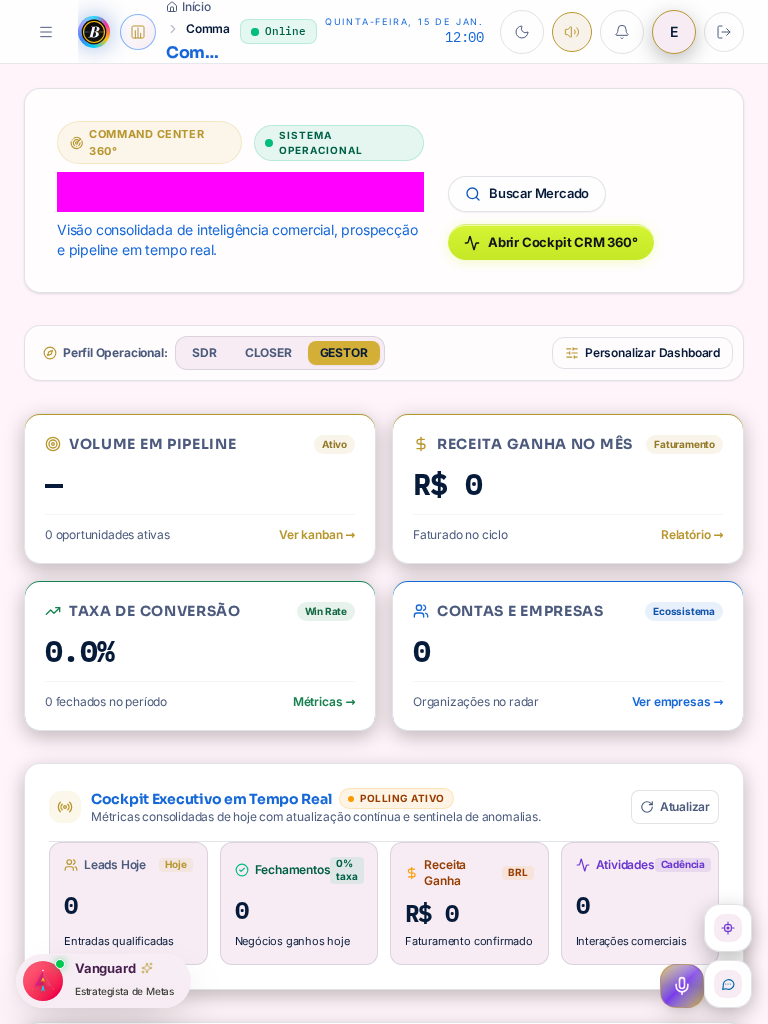 Início
Comma
Com...
Online
QUINTA-FEIRA, 15 DE JAN.
12:00
E
COMMAND CENTER
360°
SISTEMA
OPERACIONAL
Visão consolidada de inteligência comercial, prospecção
e pipeline em tempo real.
Buscar Mercado
Abrir Cockpit CRM 360°
Perfil Operacional:
SDR
CLOSER
GESTOR
Personalizar Dashboard
VOLUME EM PIPELINE
Ativo
—
0 oportunidades ativas
Ver kanban →
RECEITA GANHA NO MÊS
Faturamento
R$ 0
Faturado no ciclo
Relatório →
TAXA DE CONVERSÃO
Win Rate
0.0%
0 fechados no período
Métricas →
CONTAS E EMPRESAS
Ecossistema
0
Organizações no radar
Ver empresas →
Cockpit Executivo em Tempo Real
POLLING ATIVO
Métricas consolidadas de hoje com atualização contínua e sentinela de anomalias.
Atualizar
Leads Hoje
Hoje
0
Entradas qualificadas
Fechamentos
0%
taxa
0
Negócios ganhos hoje
Receita
Ganha
BRL
R$ 0
Faturamento confirmado
Atividades
Cadência
0
Interações comerciais
Vanguard
Estrategista de Metas